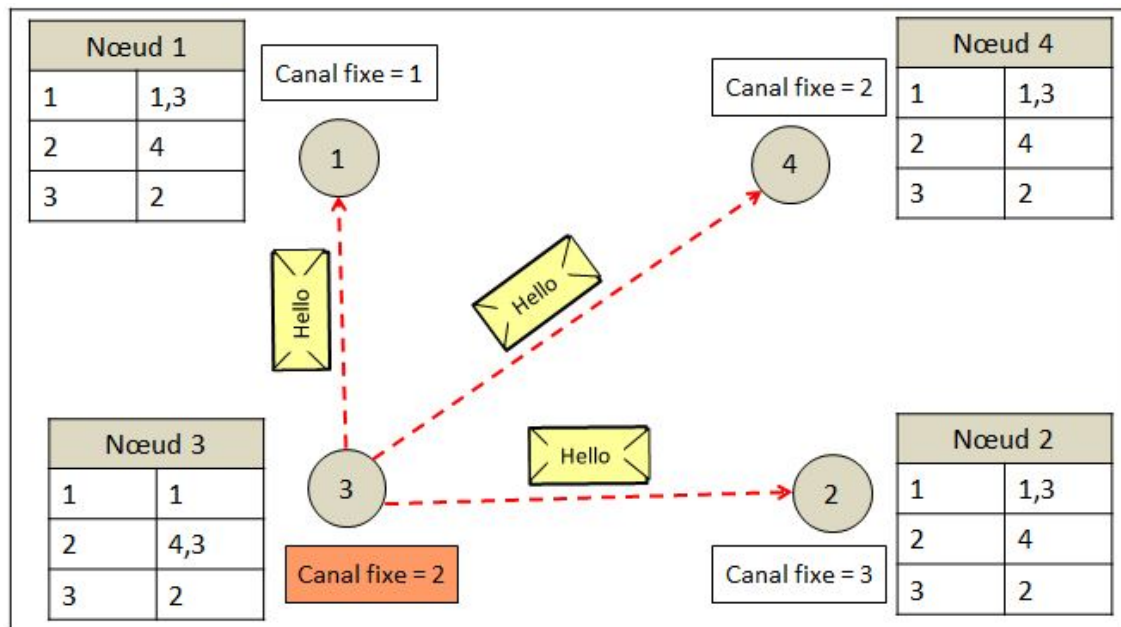 Nœud 1
1 1,3
2 4
3 2
Canal fixe = 1
1
Canal fixe = 2
4
Nœud 4
1 1,3
2 4
3 2
Hello
Hello
Hello
Nœud 3
1 1
2 4,3
3 2
3
Canal fixe = 2
2
Canal fixe = 3
Nœud 2
1 1,3
2 4
3 2